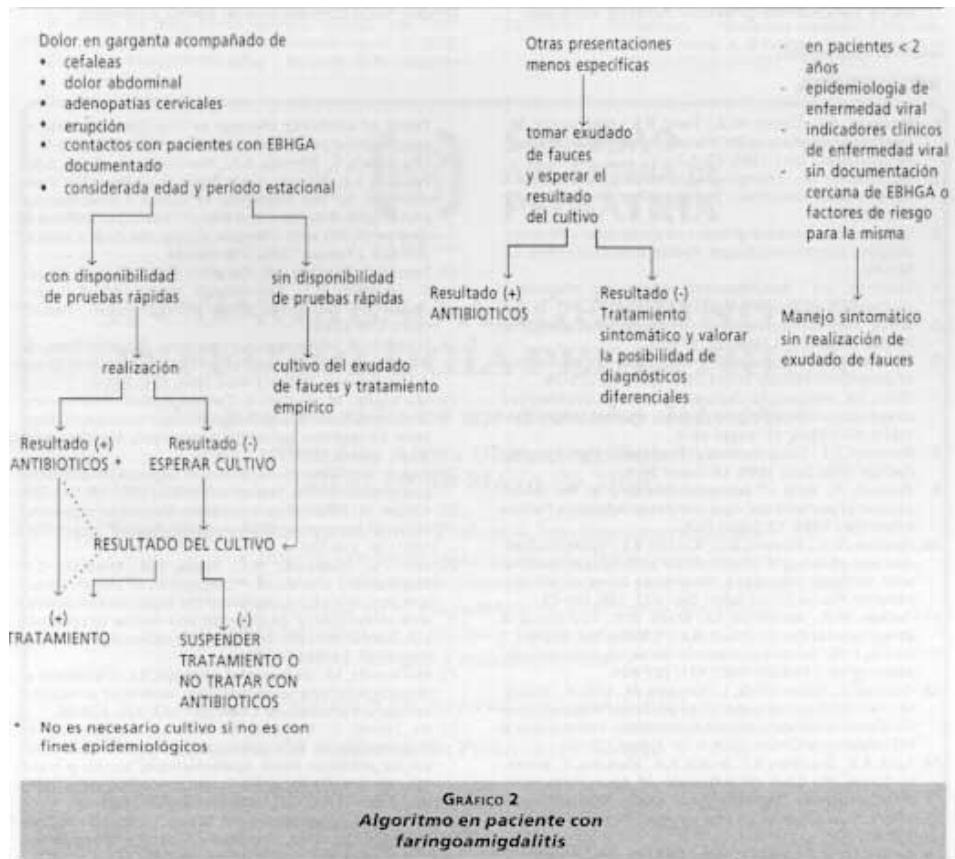 Dolor en garganta acompañado de
• cefaleas
• dolor abdominal
• adenopatías cervicales
• erupción
• contactos con pacientes con EBHGA
documentado
• considerada edad y período estacional
con disponibilidad
de pruebas rápidas
sin disponibilidad
de pruebas rápidas
realización
cultivo del exudado
de fauces y tratamiento
empírico
Resultado (+)
ANTIBIOTICOS *
Resultado (-)
ESPERAR CULTIVO
RESULTADO DEL CULTIVO
(+)
TRATAMIENTO
(-)
SUSPENDER
TRATAMIENTO O
NO TRATAR CON
ANTIBIOTICOS
* No es necesario cultivo si no es con
fines epidemiológicos
Otras presentaciones
menos específicas
tomar exudado
de fauces
y esperar el
resultado
del cultivo
Resultado (+)
ANTIBIOTICOS
Resultado (-)
Tratamiento
sintomático y valorar
la posibilidad de
diagnósticos
diferenciales
- en pacientes < 2
años
- epidemiología de
enfermedad viral
- indicadores clínicos
de enfermedad viral
- sin documentación
cercana de EBHGA o
factores de riesgo
para la misma
Manejo sintomático
sin realización de
exudado de fauces
GRAFICO 2
Algoritmo en paciente con
faringoamigdalitis